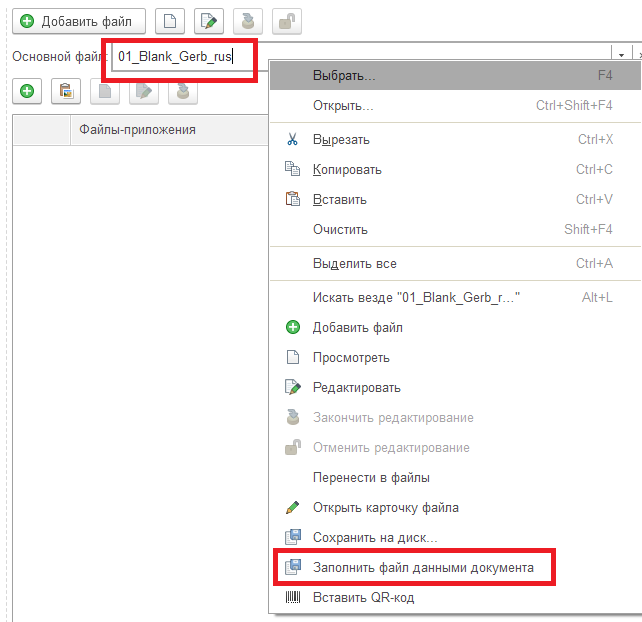 Добавить файл
Основной файл: 01_Blank_Gerb_rus
Файлы-приложения
Выбрать... F4
Открыть... Ctrl+Shift+F4
Вырезать Ctrl+X
Копировать Ctrl+C
Вставить Ctrl+V
Очистить Shift+F4
Выделить все Ctrl+A
Искать везде "01_Blank_Gerb_r..." Alt+L
Добавить файл
Просмотреть
Редактировать
Закончить редактирование
Отменить редактирование
Перенести в файлы
Открыть карточку файла
Сохранить на диск...
Заполнить файл данными документа
Вставить QR-код